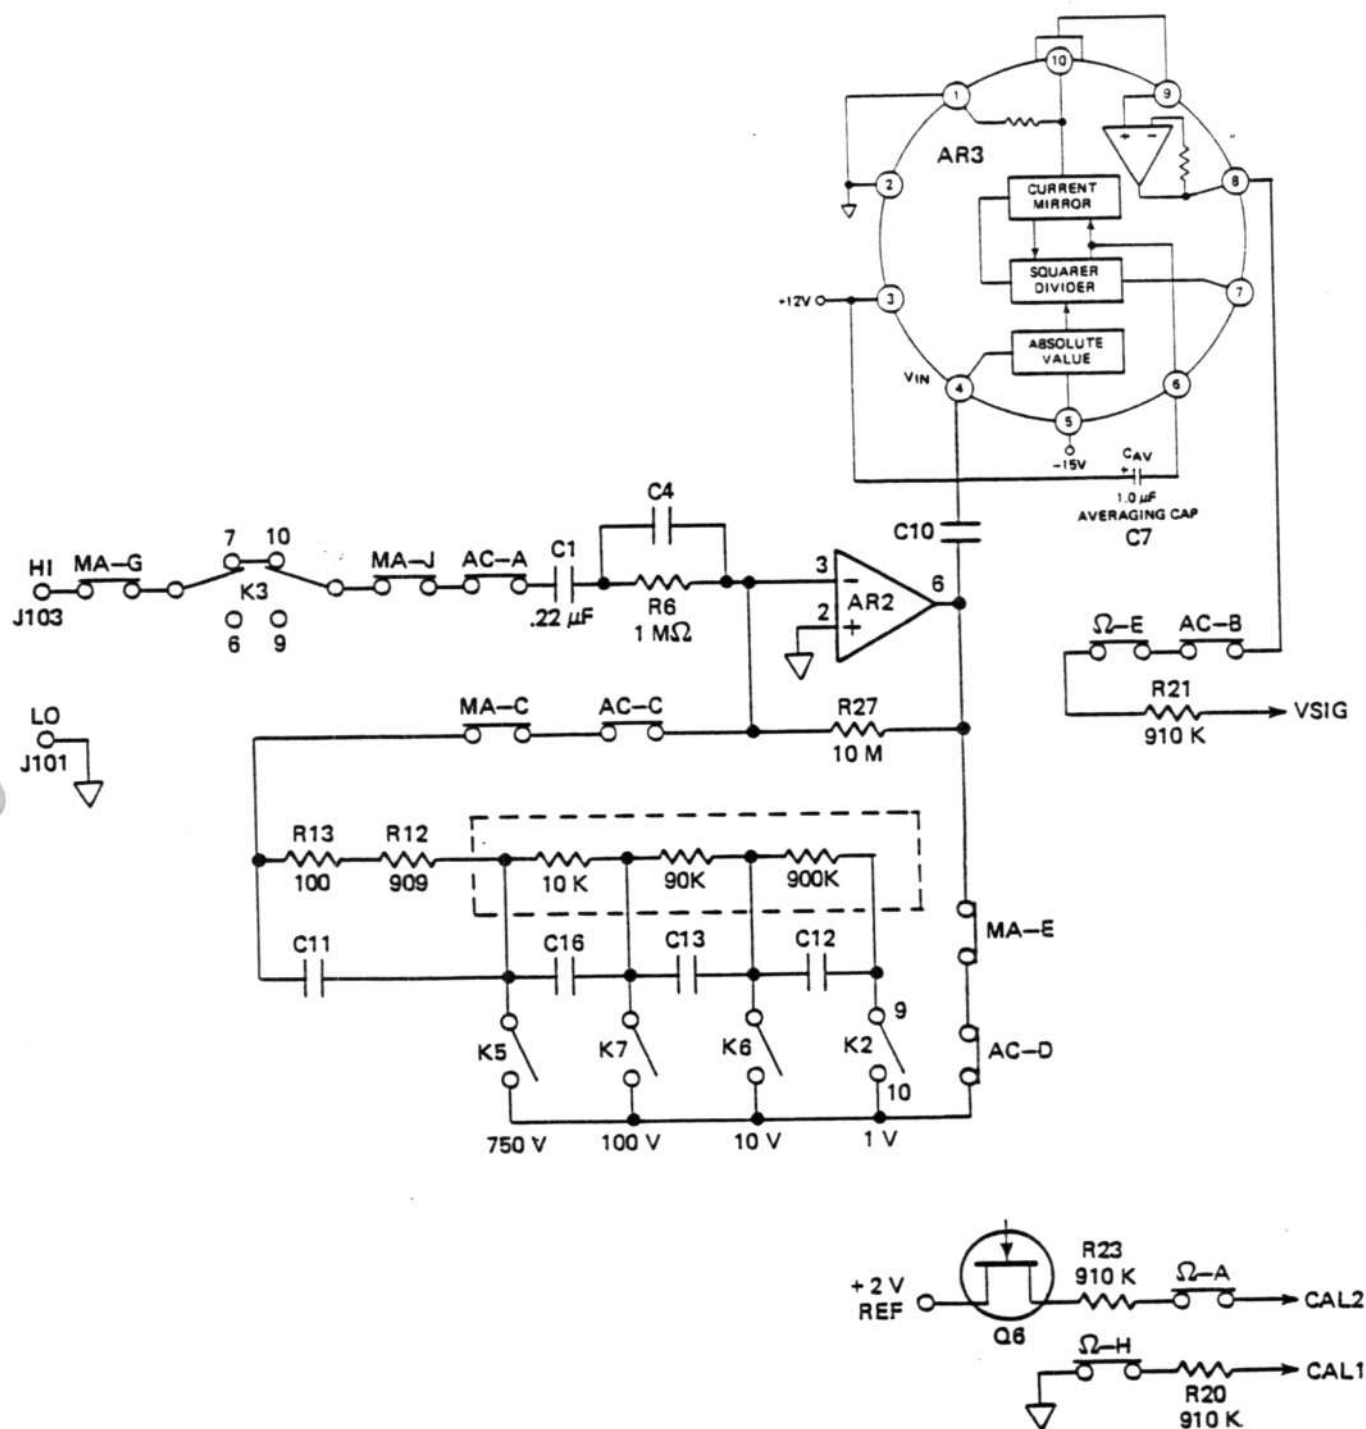 10
1
9
AR3
+ −
2
8
CURRENT
MIRROR
SQUARER
DIVIDER
+12V
3
7
ABSOLUTE
VALUE
VIN
4
6
5
−15V
CAV
+
1.0 µF
AVERAGING CAP
C7
C4
C10
7
10
HI
MA−G
MA−J
AC−A
C1
3
−
6
K3
AR2
J103
.22 µF
R6
1 MΩ
2
+
6
9
Ω−E
AC−B
LO
J101
MA−C
AC−C
R27
10 M
R21
910 K
VSIG
R13
100
R12
909
10 K
90K
900K
C11
C16
C13
C12
MA−E
9
K5
K7
K6
K2
AC−D
10
750 V
100 V
10 V
1 V
R23
910 K
Ω−A
+2 V
REF
CAL2
Q6
Ω−H
CAL1
R20
910 K